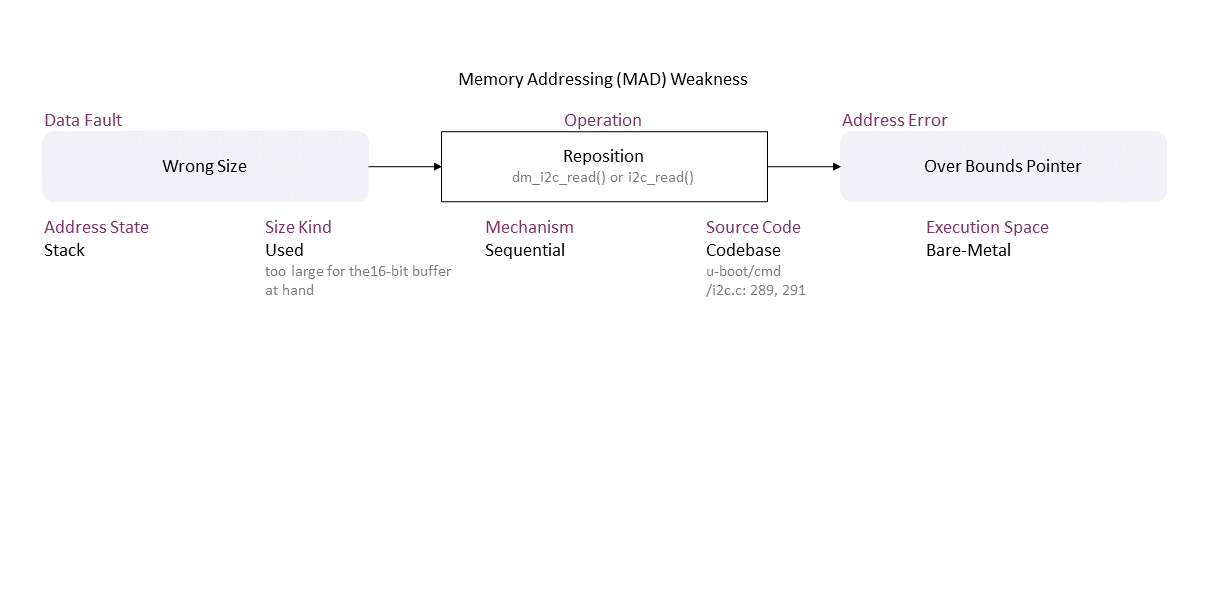 Memory Addressing (MAD) Weakness
Data Fault
Operation
Address Error
Wrong Size
Reposition
dm_i2c_read() or i2c_read()
Over Bounds Pointer
Address State
Stack
Size Kind
Used
too large for the16-bit buffer
at hand
Mechanism
Sequential
Source Code
Codebase
u-boot/cmd
/i2c.c: 289, 291
Execution Space
Bare-Metal